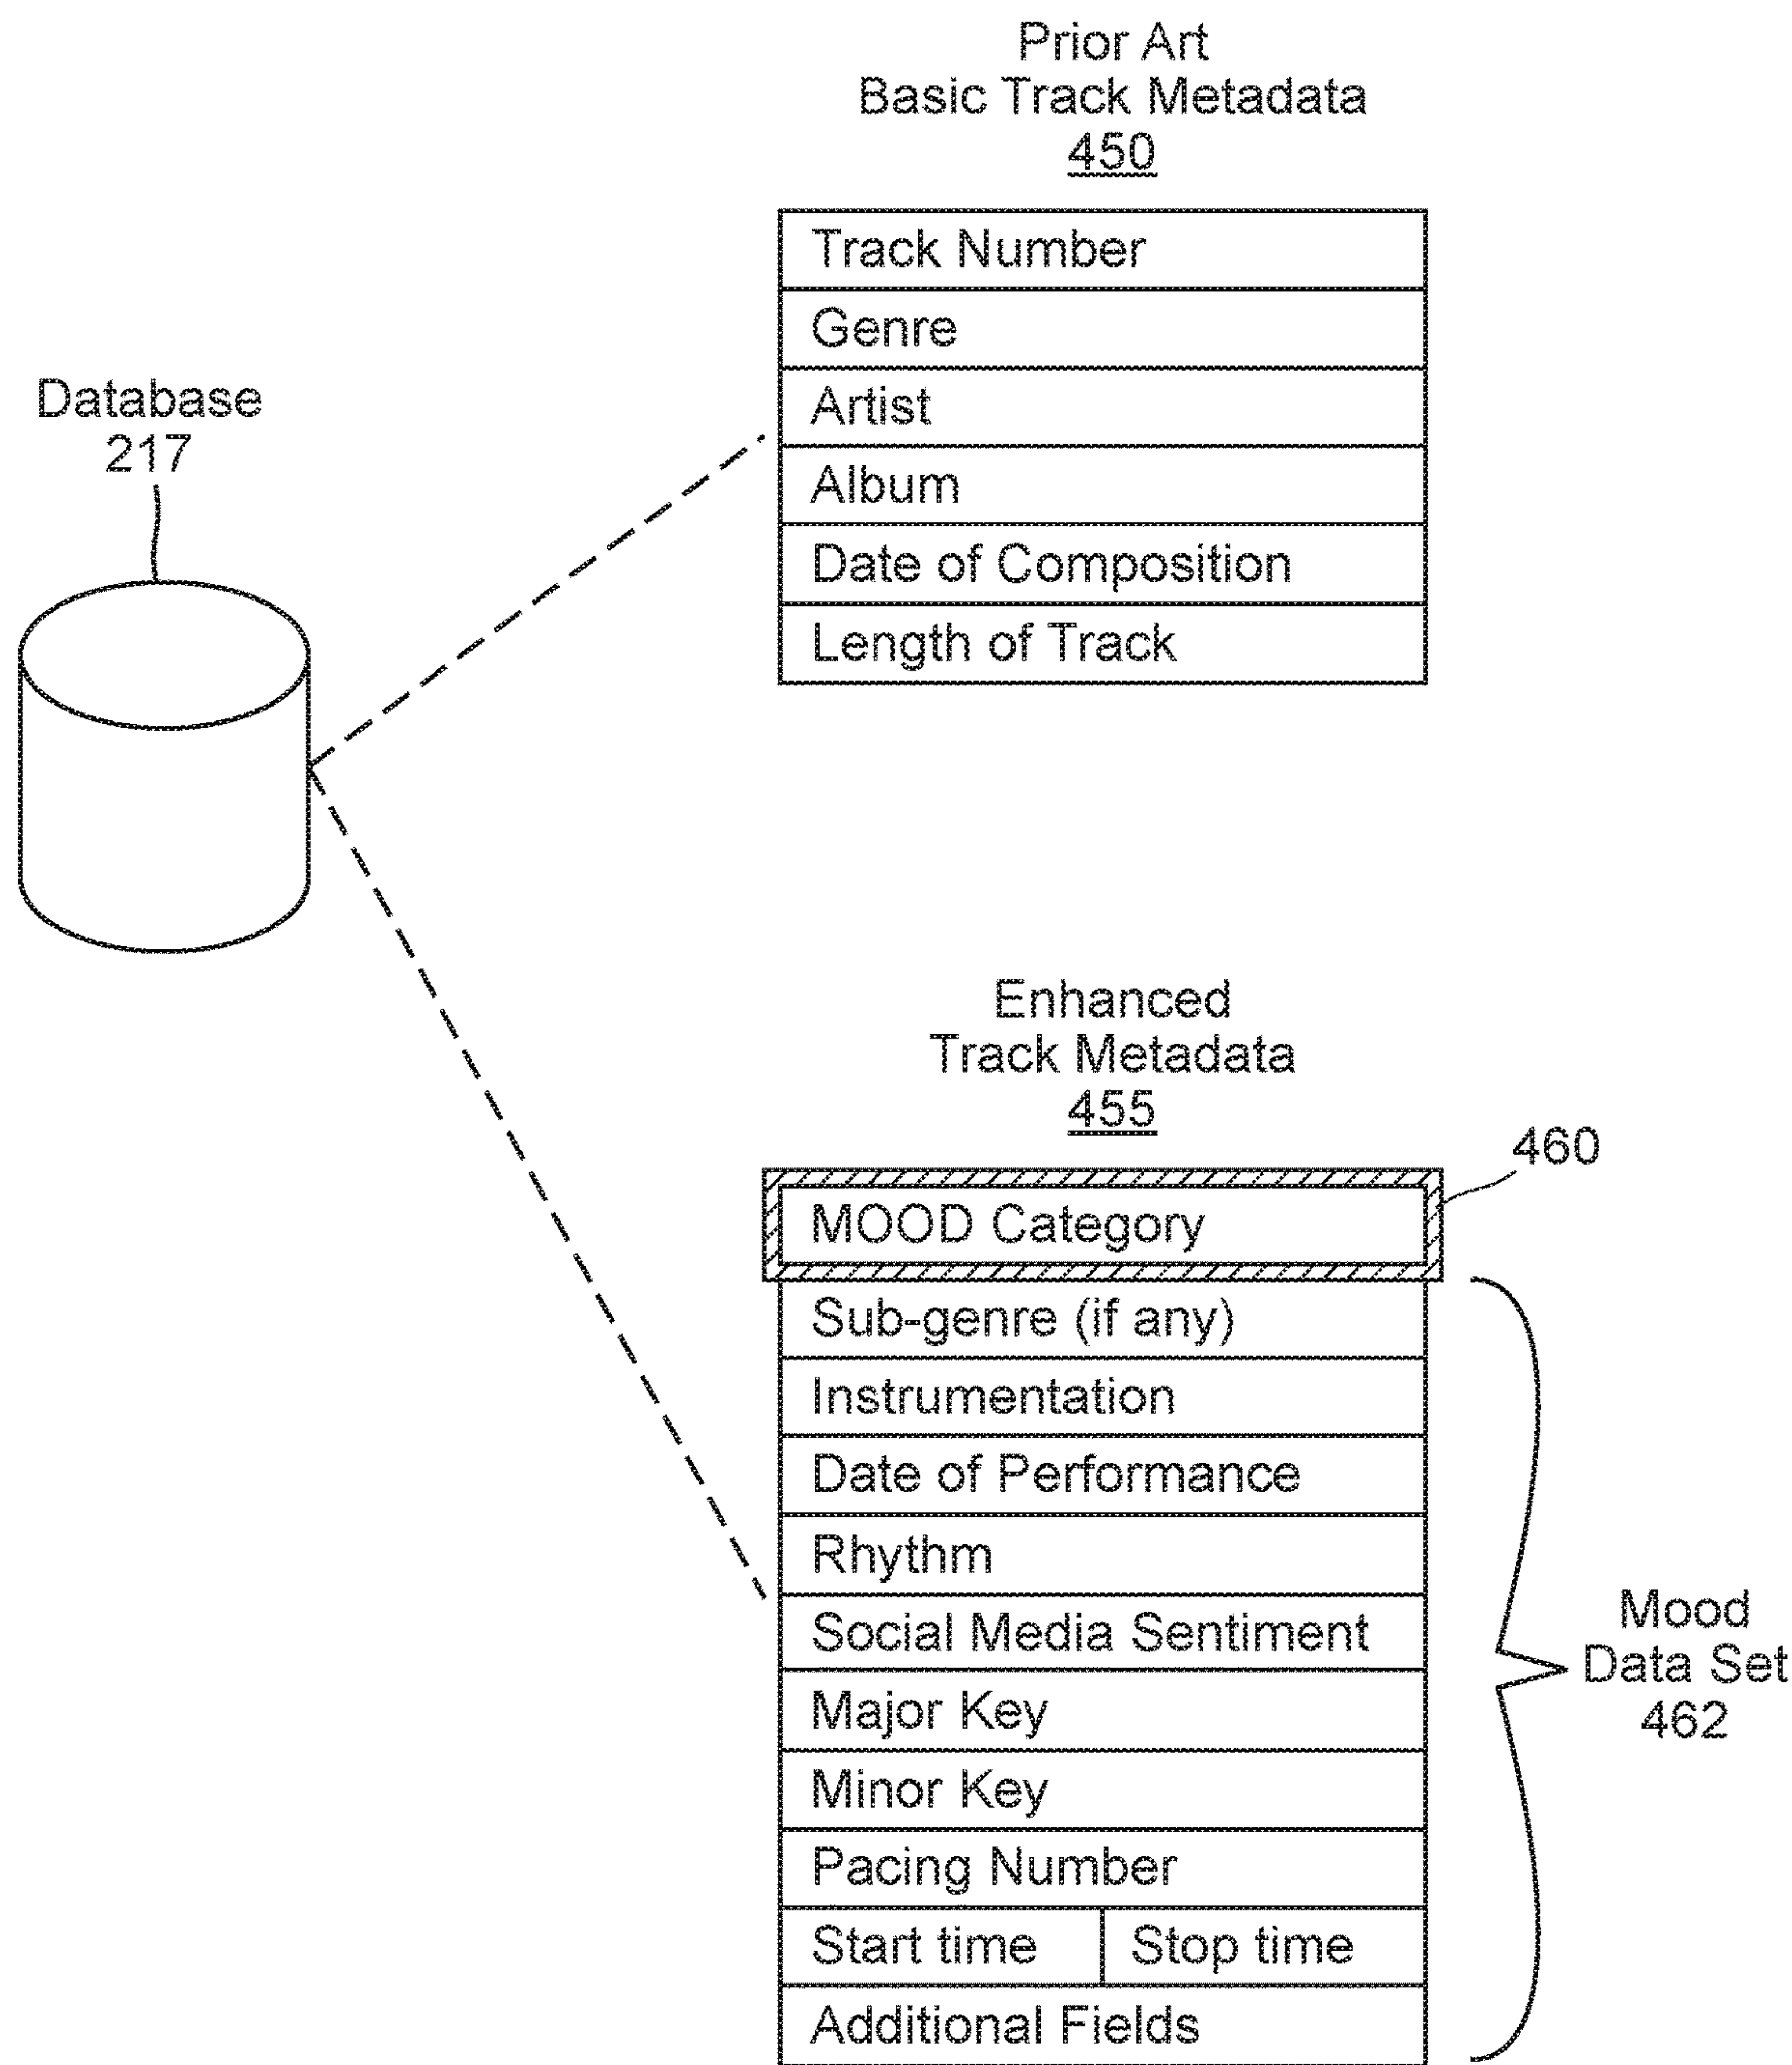 Prior Art
Basic Track Metadata
450
Track Number
Genre
Artist
Album
Date of Composition
Length of Track
Database
217
Enhanced
Track Metadata
455
460
MOOD Category
Sub-genre (if any)
Instrumentation
Date of Performance
Rhythm
Social Media Sentiment
Major Key
Minor Key
Pacing Number
Start time Stop time
Additional Fields
Mood
Data Set
462